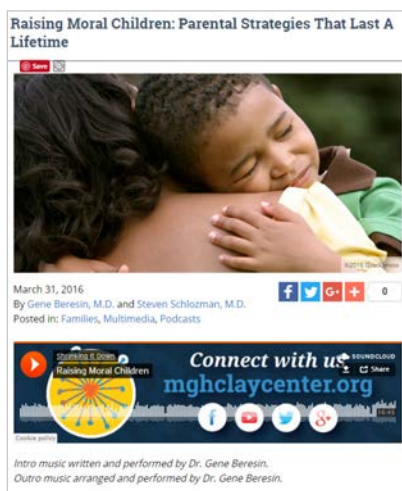 Raising Moral Children: Parental Strategies That Last A
Lifetime
Save
March 31, 2016
By Gene Beresin, M.D. and Steven Schlozman, M.D.
Posted in: Families, Multimedia, Podcasts
f
G+
+
0
Shrinking It Down
Raising Moral Children
Connect with us
mghclaycenter.org
SOUNDCLOUD
Share
f
g+
Cookie policy
Intro music written and performed by Dr. Gene Beresin.
Outro music arranged and performed by Dr. Gene Beresin.